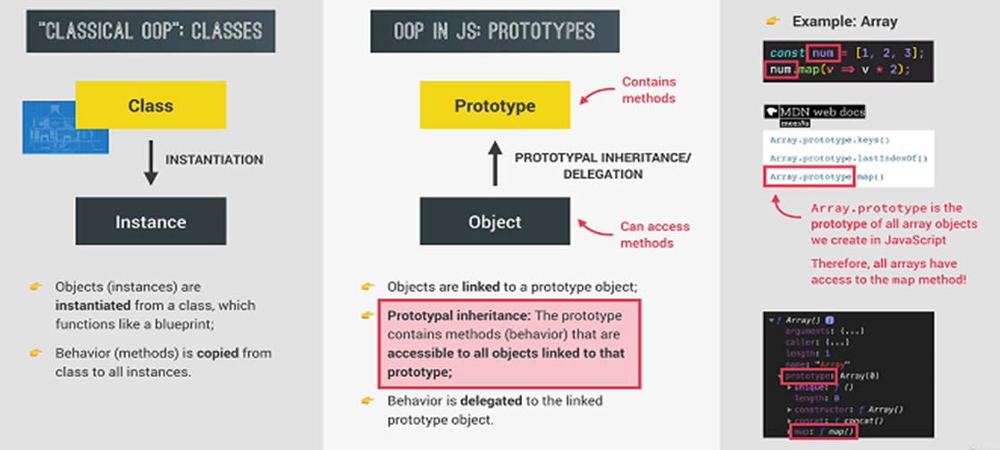 "CLASSICAL OOP": CLASSES
Class
INSTANTIATION
Instance
Objects (instances) are
instantiated from a class, which
functions like a blueprint;
Behavior (methods) is copied from
class to all instances.
OOP IN JS: PROTOTYPES
Prototype
Contains
methods
PROTOTYPAL INHERITANCE/
DELEGATION
Object
Can access
methods
Objects are linked to a prototype object;
Prototypal inheritance: The prototype
contains methods (behavior) that are
accessible to all objects linked to that
prototype;
Behavior is delegated to the linked
prototype object.
Example: Array
const num = [1, 2, 3];
num.map(v => v * 2);
MDN web docs
Array.prototype.keys()
Array.prototype.lastIndexOf()
Array.prototype.map()
Array.prototype is the
prototype of all array objects
we create in JavaScript
Therefore, all arrays have
access to the map method!
ƒ Array()
arguments: (...)
caller: (...)
length: 1
name: "Array"
prototype: Array(0)
unique: ƒ ()
length: 0
constructor: ƒ Array()
concat: ƒ concat()
map: ƒ map()